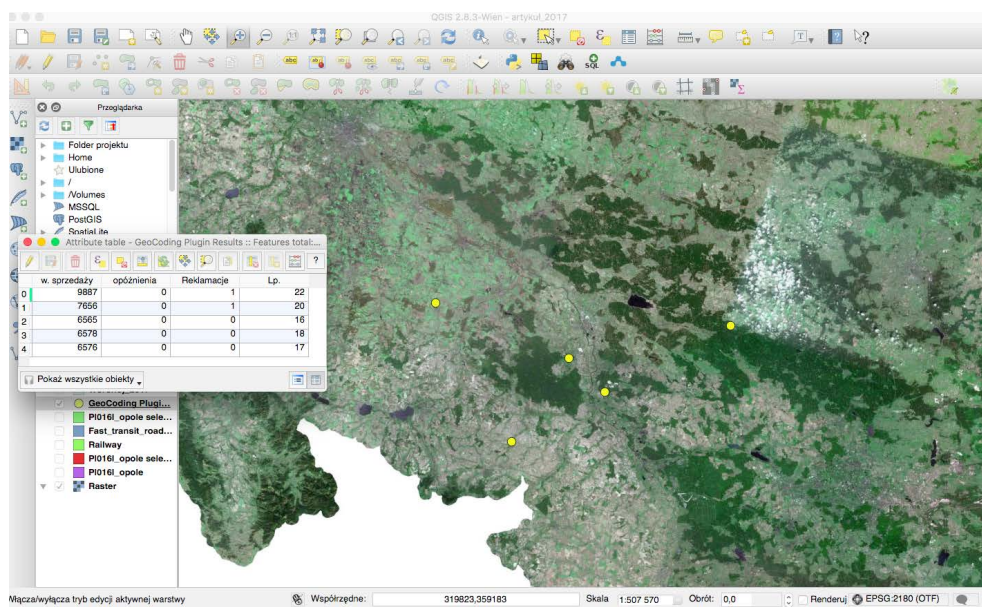 QGIS 2.8.3-Wien - artykuł_2017
Przeglądarka
Folder projektu
Home
Ulubione
/
/Volumes
MSSQL
PostGIS
SpatiaLite
Attribute table - GeoCoding Plugin Results :: Features total:...
w. sprzedaży opóźnienia Reklamacje Lp.
0 9887 0 1 22
1 7656 0 1 20
2 6565 0 0 16
3 6578 0 0 18
4 6576 0 0 17
Pokaż wszystkie obiekty
GeoCoding Plugi...
Pl016l_opole sele...
Fast_transit_road...
Railway
Pl016l_opole sele...
Pl016l_opole
Raster
Włącza/wyłącza tryb edycji aktywnej warstwy Współrzędne: 319823,359183 Skala 1:507 570 Obrót: 0,0 Renderuj EPSG:2180 (OTF)